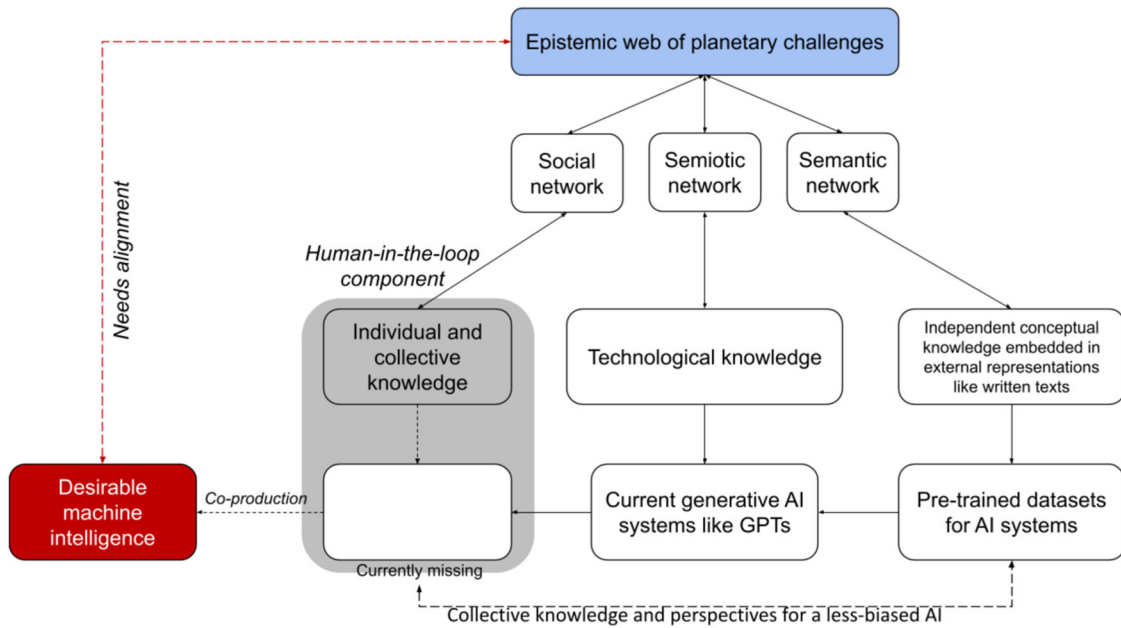 Epistemic web of planetary challenges
Social
network
Semiotic
network
Semantic
network
Needs alignment
Human-in-the-loop
component
Individual and
collective
knowledge
Technological knowledge
Independent conceptual
knowledge embedded in
external representations
like written texts
Desirable
machine
intelligence
Co-production
Current generative AI
systems like GPTs
Pre-trained datasets
for AI systems
Currently missing
Collective knowledge and perspectives for a less-biased AI